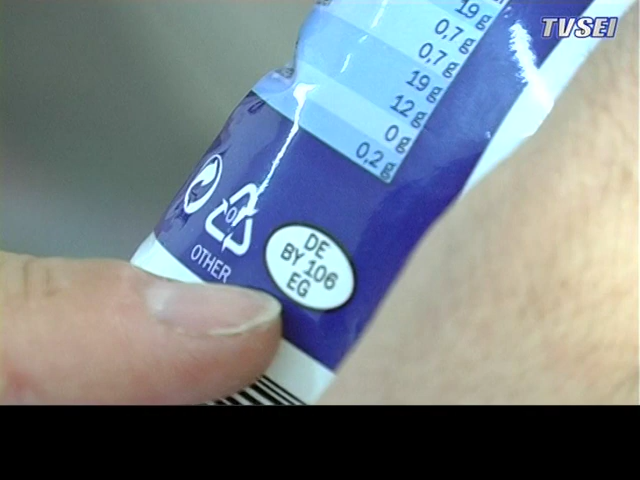 TVSEI
19 g
0,7 g
0,7 g
19 g
12 g
0 g
0,2 g
OTHER
DE
BY 106
EG